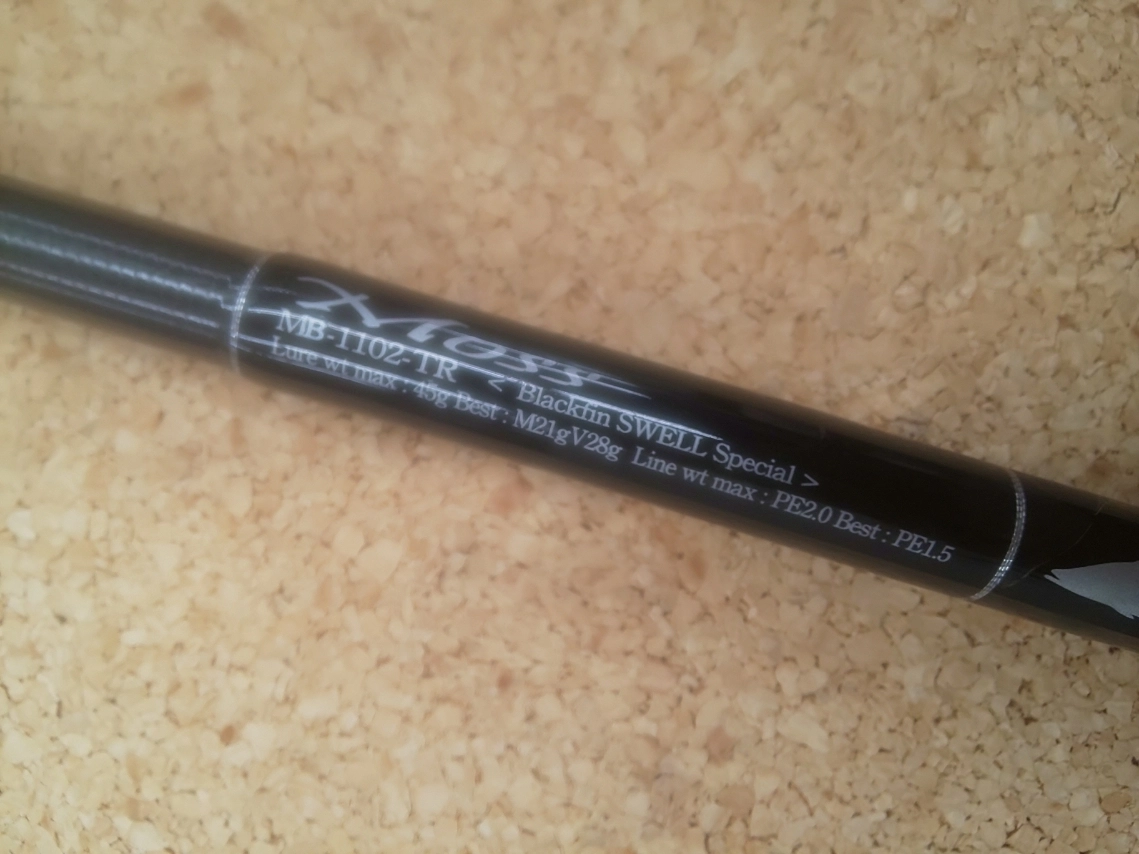 Moss
MB-1102-TR < Blackfin SWELL Special >
Lure wt max : 45g Best : M21gV28g Line wt max : PE2.0 Best : PE1.5